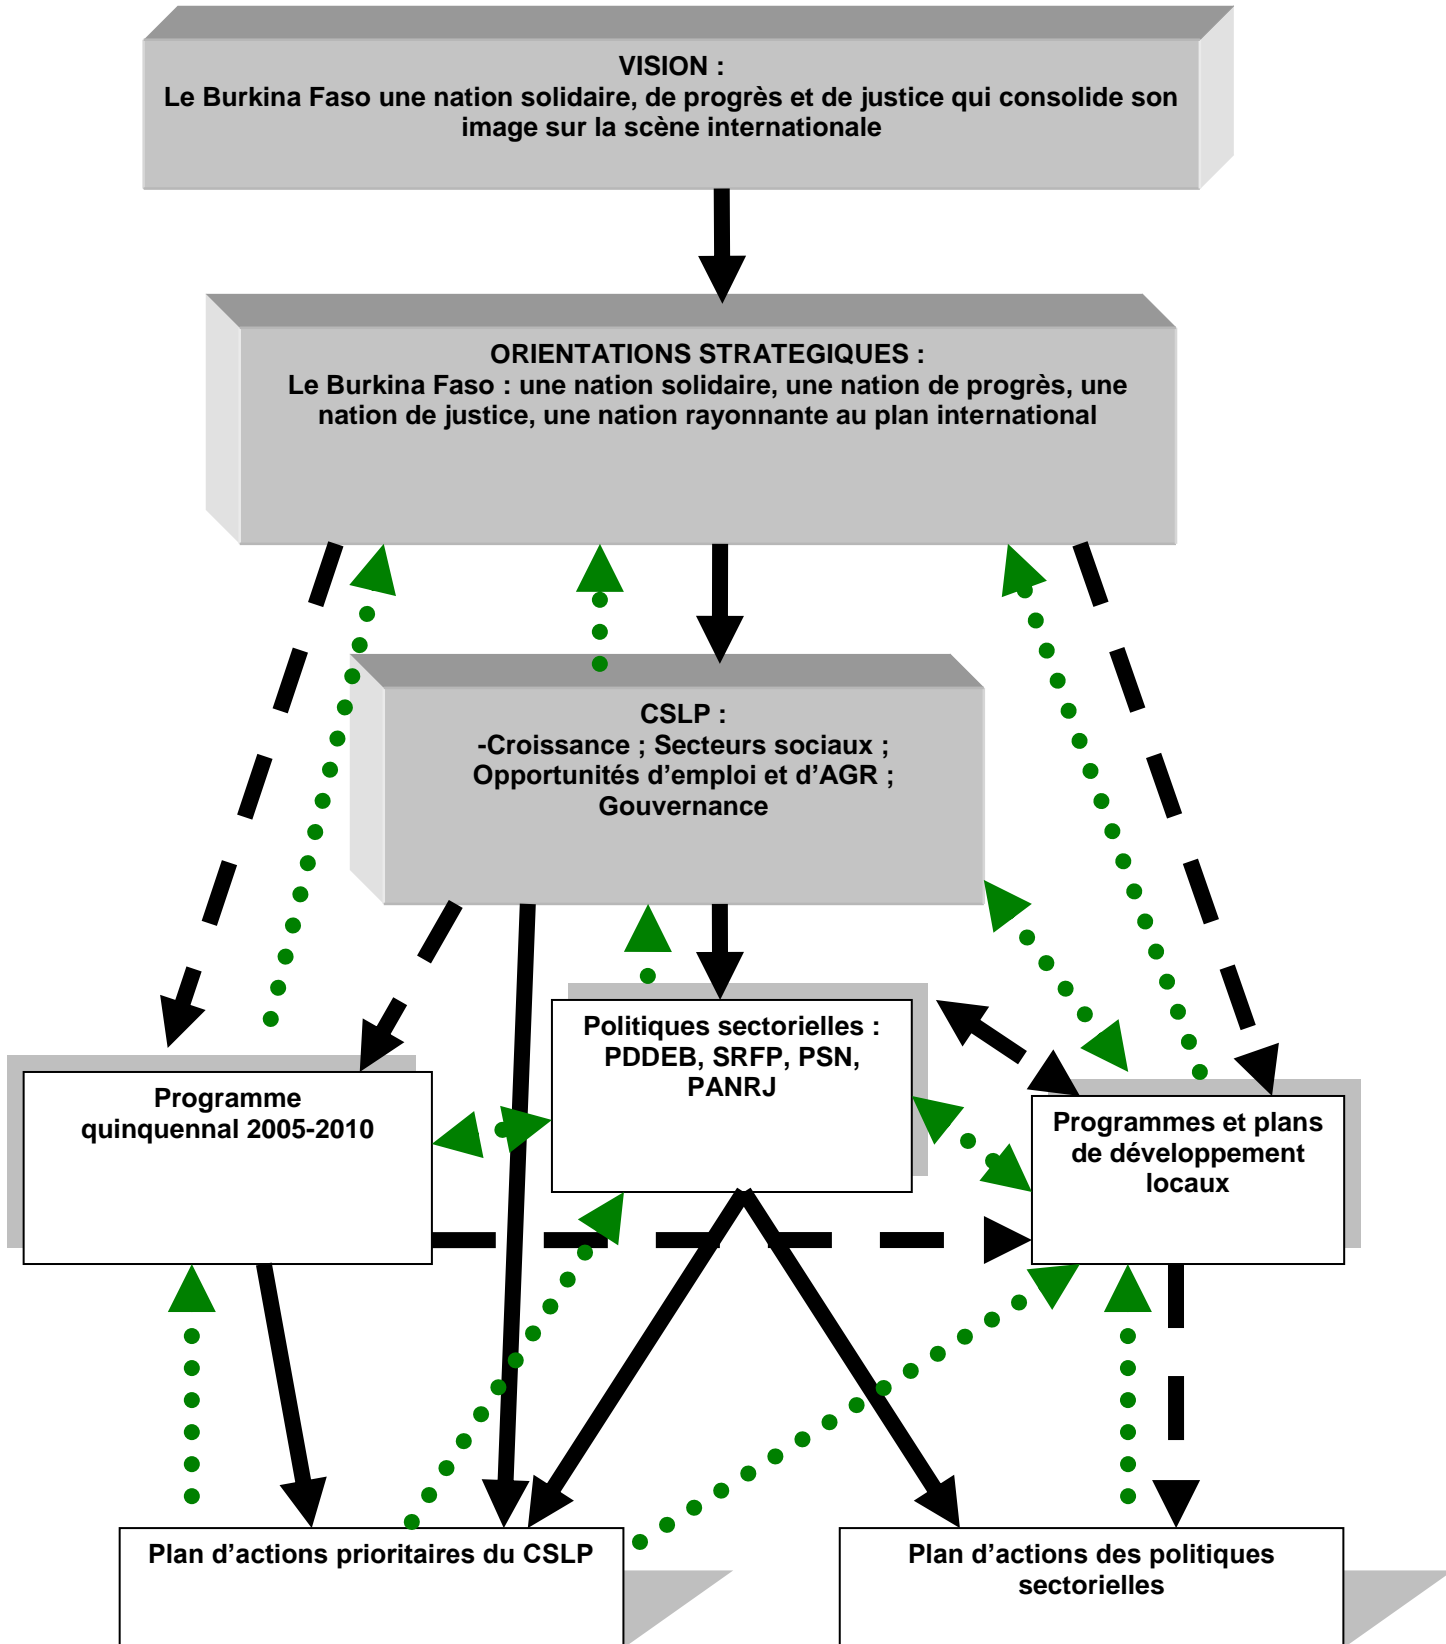 VISION :
Le Burkina Faso une nation solidaire, de progrès et de justice qui consolide son
image sur la scène internationale
ORIENTATIONS STRATEGIQUES :
Le Burkina Faso : une nation solidaire, une nation de progrès, une
nation de justice, une nation rayonnante au plan international
CSLP :
-Croissance ; Secteurs sociaux ;
Opportunités d’emploi et d’AGR ;
Gouvernance
Politiques sectorielles :
PDDEB, SRFP, PSN,
PANRJ
Programme
quinquennal 2005-2010
Programmes et plans
de développement
locaux
Plan d’actions prioritaires du CSLP
Plan d’actions des politiques
sectorielles